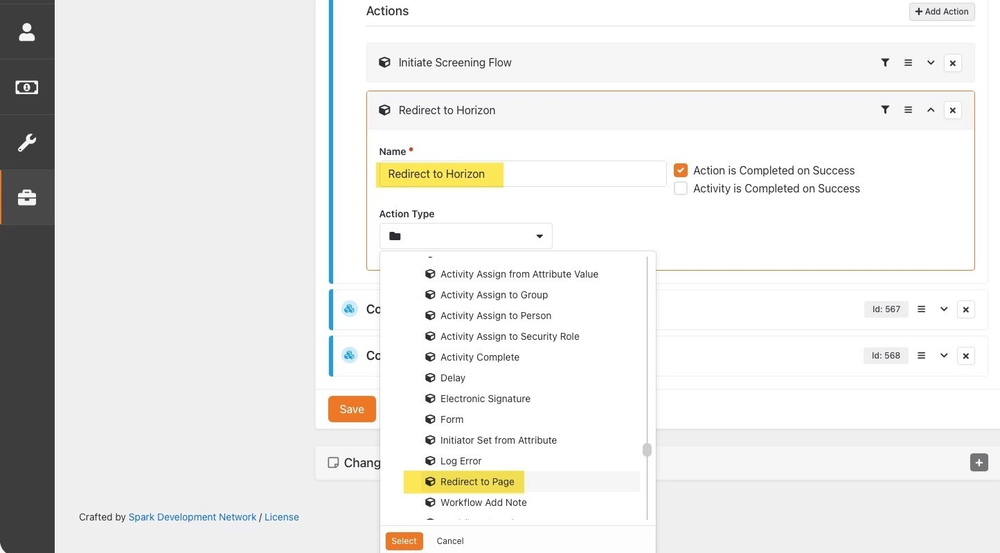 Actions
Add Action
Initiate Screening Flow
Redirect to Horizon
Name
Redirect to Horizon
Action is Completed on Success
Activity is Completed on Success
Action Type
Activity Assign from Attribute Value
Activity Assign to Group
Activity Assign to Person
Activity Assign to Security Role
Activity Complete
Delay
Electronic Signature
Form
Initiator Set from Attribute
Log Error
Redirect to Page
Workflow Add Note
Select Cancel
Co Id: 567
Co Id: 568
Save
Chang
Crafted by Spark Development Network / License